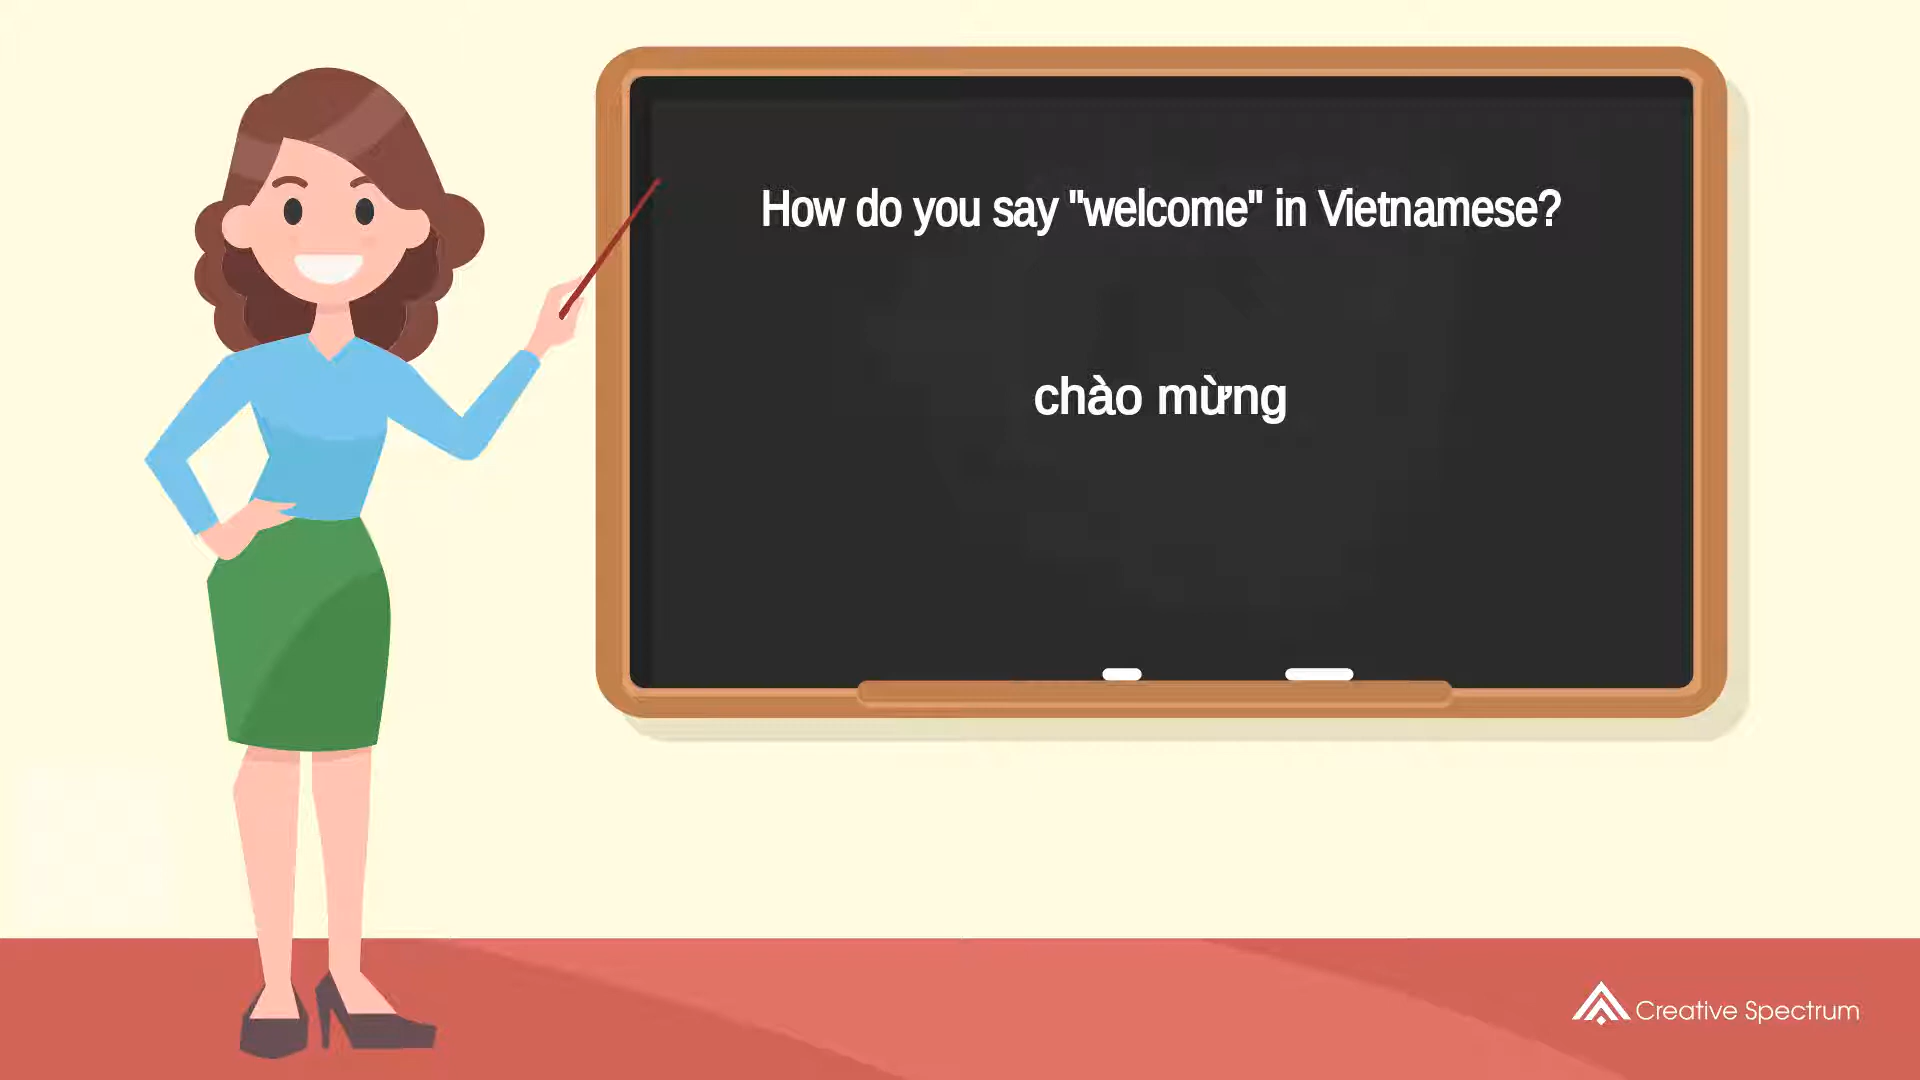 How do you say "welcome" in Vietnamese?
chào mừng
Creative Spectrum